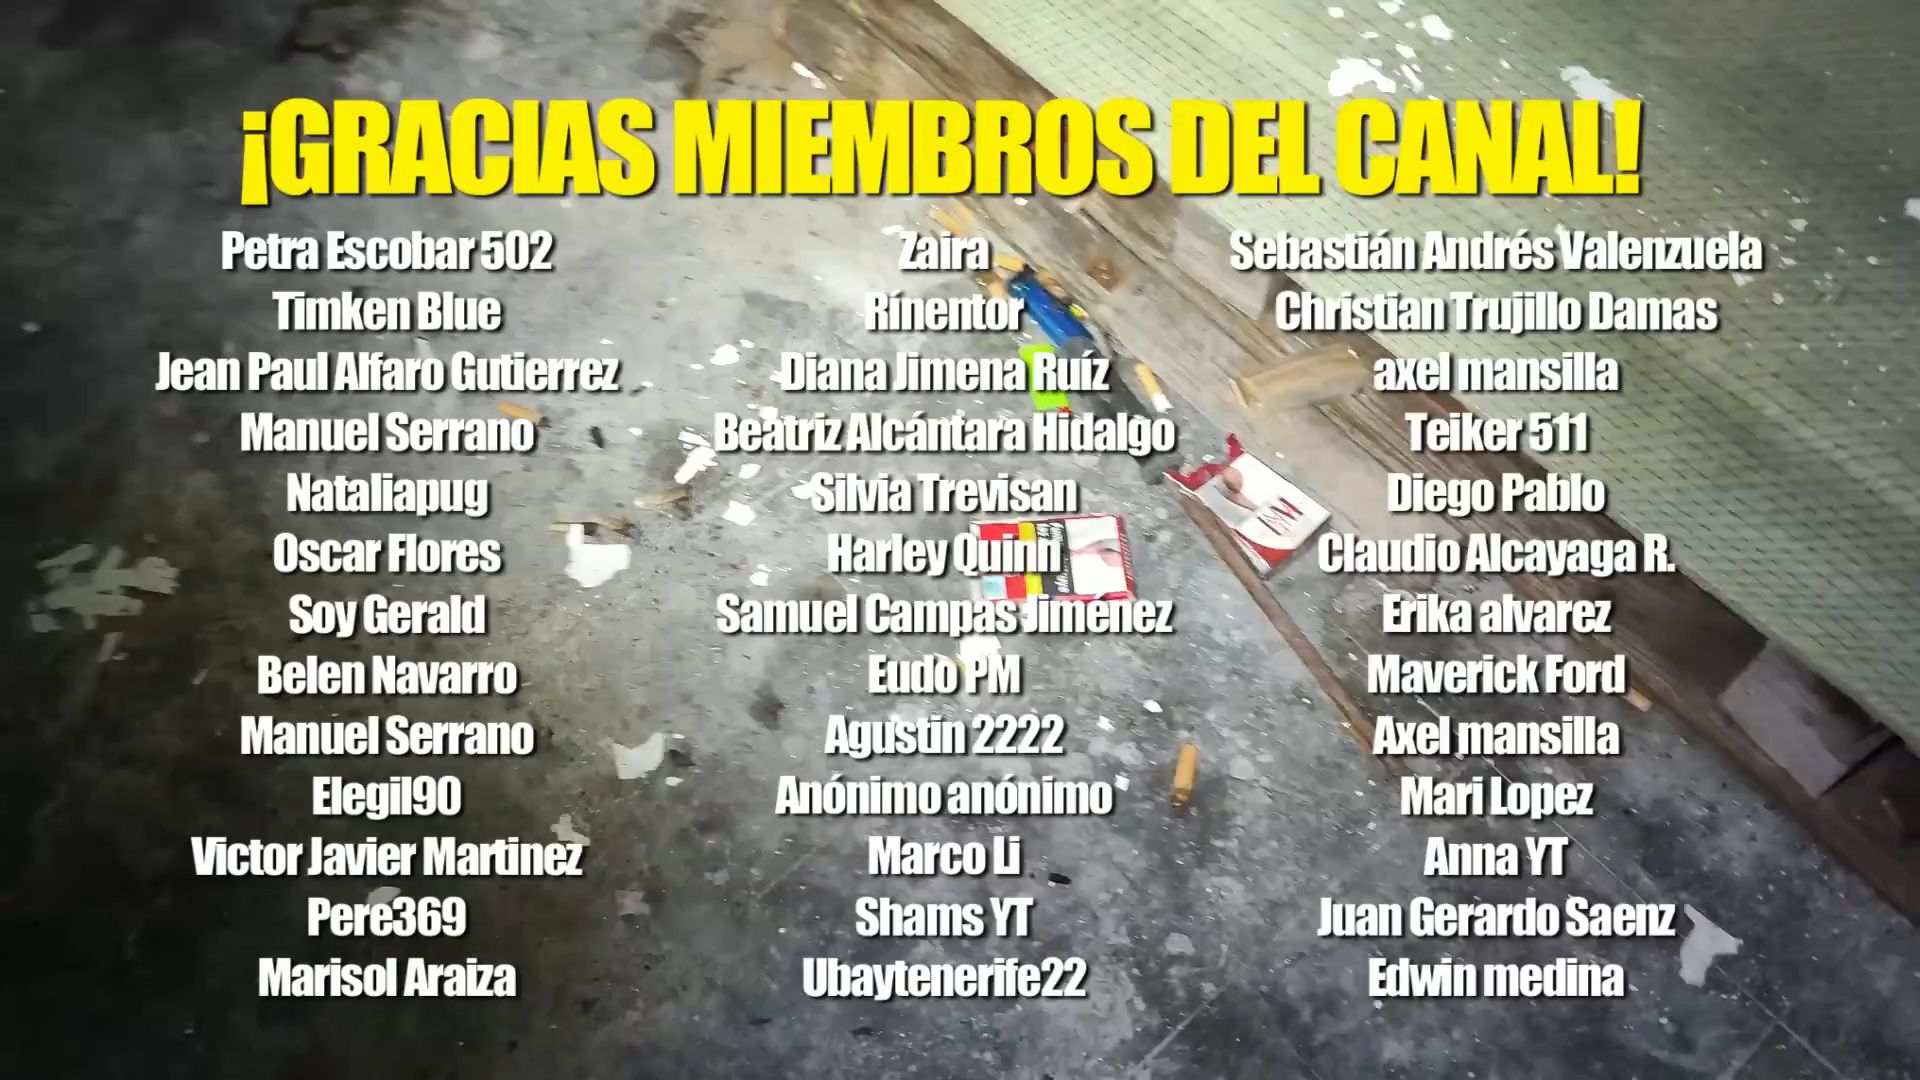 ¡GRACIAS MIEMBROS DEL CANAL!
Petra Escobar 502
Timken Blue
Jean Paul Alfaro Gutierrez
Manuel Serrano
Nataliapug
Oscar Flores
Soy Gerald
Belen Navarro
Manuel Serrano
Elegil90
Victor Javier Martinez
Pere369
Marisol Araiza
Zaira
Rínentor
Diana Jimena Ruíz
Beatriz Alcántara Hidalgo
Silvia Trevisan
Harley Quinn
Samuel Campas Jimenez
Eudo PM
Agustin 2222
Anónimo anónimo
Marco Li
Shams YT
Ubaytenerife22
Sebastián Andrés Valenzuela
Christian Trujillo Damas
axel mansilla
Teiker 511
Diego Pablo
Claudio Alcayaga R.
Erika alvarez
Maverick Ford
Axel mansilla
Mari Lopez
Anna YT
Juan Gerardo Saenz
Edwin medina